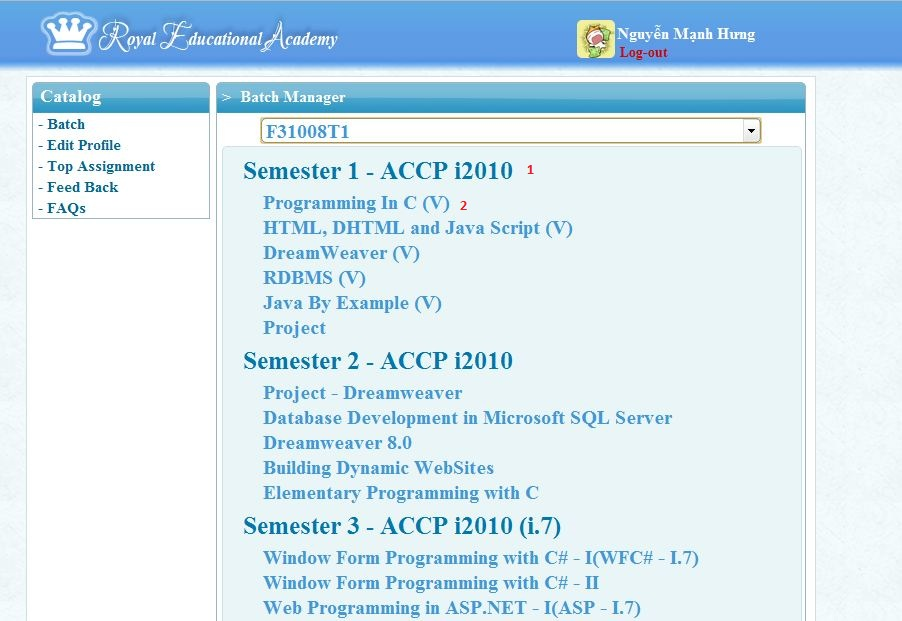 Royal Educational Academy
Nguyễn Mạnh Hưng
Log-out
Catalog
- Batch
- Edit Profile
- Top Assignment
- Feed Back
- FAQs
> Batch Manager
F31008T1
Semester 1 - ACCP i2010 1
Programming In C (V) 2
HTML, DHTML and Java Script (V)
DreamWeaver (V)
RDBMS (V)
Java By Example (V)
Project
Semester 2 - ACCP i2010
Project - Dreamweaver
Database Development in Microsoft SQL Server
Dreamweaver 8.0
Building Dynamic WebSites
Elementary Programming with C
Semester 3 - ACCP i2010 (i.7)
Window Form Programming with C# - I(WFC# - I.7)
Window Form Programming with C# - II
Web Programming in ASP.NET - I(ASP - I.7)